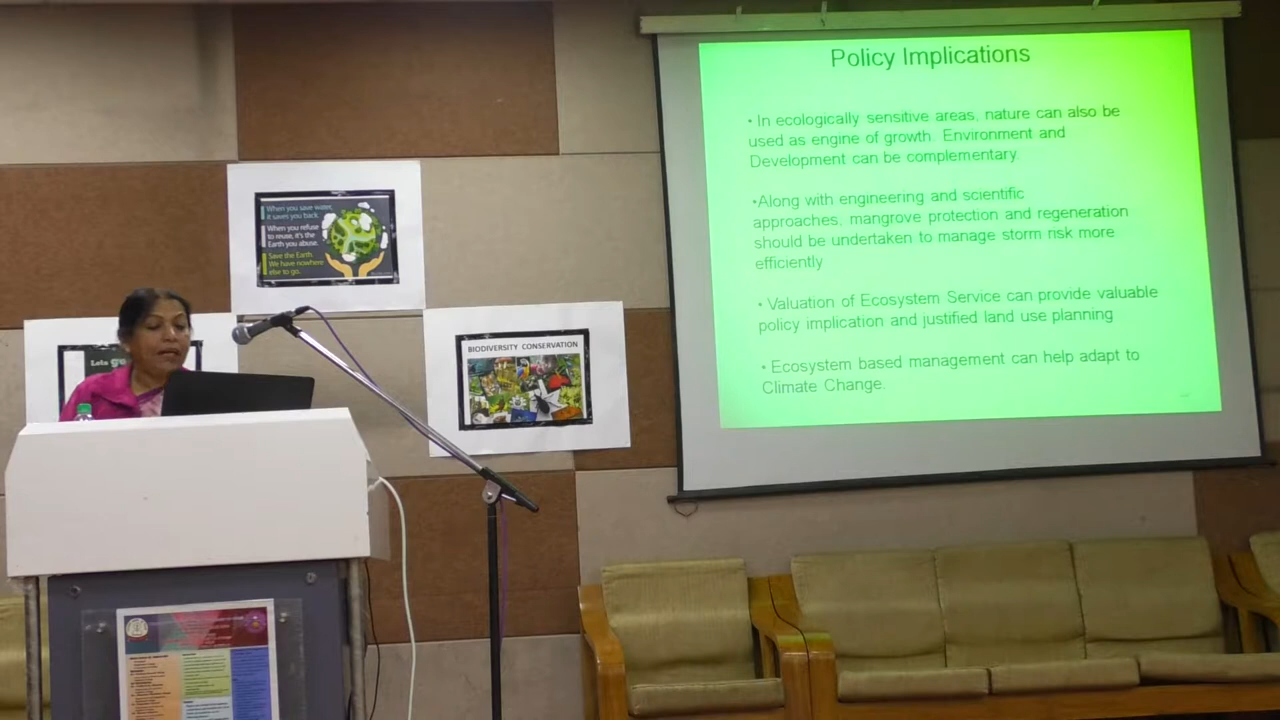 Policy Implications
• In ecologically sensitive areas, nature can also be
used as engine of growth. Environment and
Development can be complementary.
•Along with engineering and scientific
approaches, mangrove protection and regeneration
should be undertaken to manage storm risk more
efficiently
• Valuation of Ecosystem Service can provide valuable
policy implication and justified land use planning
• Ecosystem based management can help adapt to
Climate Change.
When you save water,
it saves you back.
When you refuse
to reuse, it's the
Earth you abuse.
Save the Earth.
We have nowhere
else to go.
BIODIVERSITY CONSERVATION
Lets